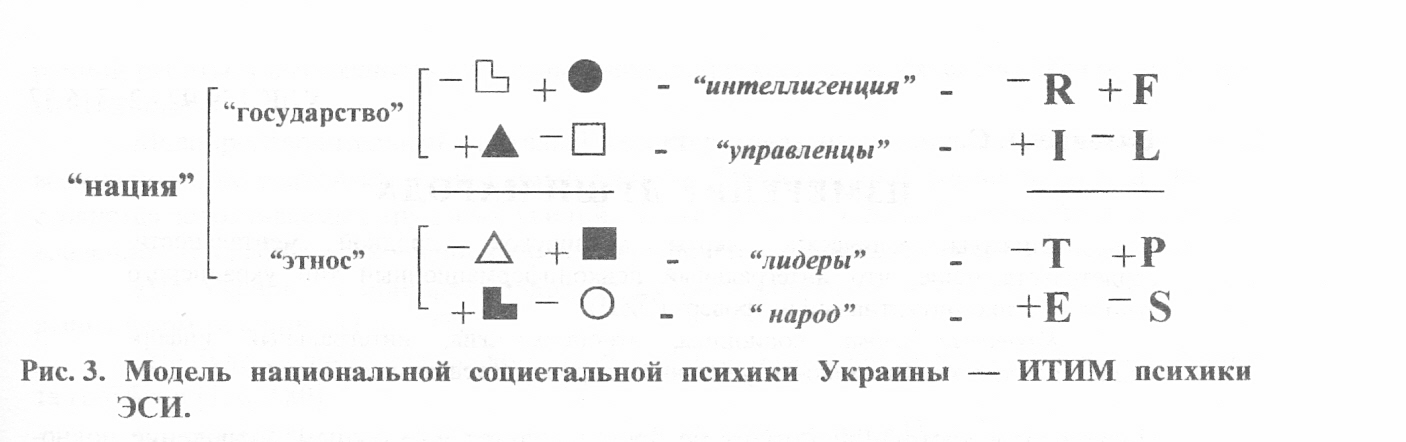 − + - “интеллигенция” - − R + F
“государство”
+ − - “управленцы” - + I − L
“нация”
− + - “лидеры” - − T + P
“этнос”
+ − - “ народ” - + E − S
Рис. 3. Модель национальной социетальной психики Украины — ИТИМ психики
ЭСИ.